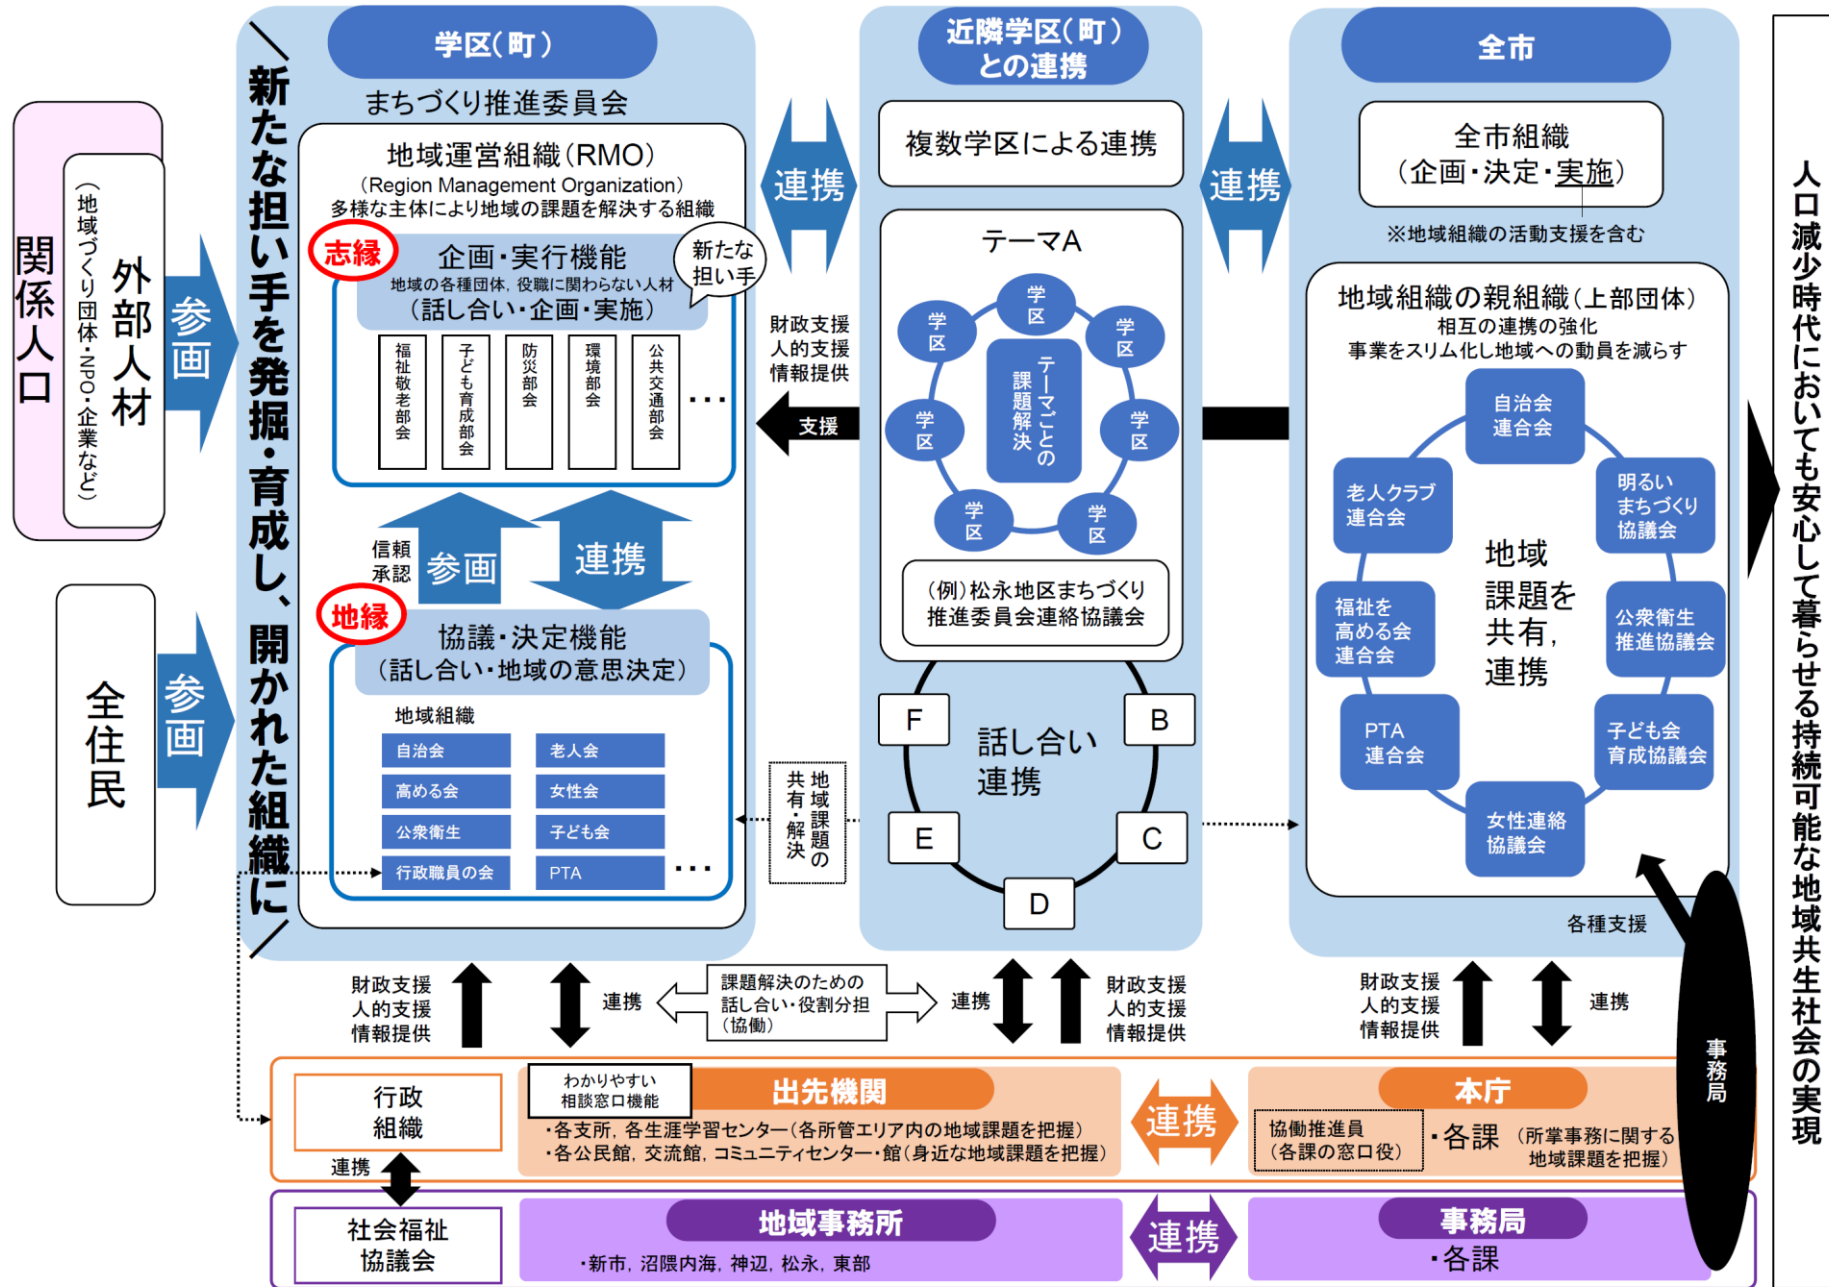 関係人口
外部人材
（地域づくり団体・NPO・企業など）
参画
全住民
参画
新たな担い手を発掘・育成し、開かれた組織に
学区（町）
まちづくり推進委員会
地域運営組織（RMO）
（Region Management Organization）
多様な主体により地域の課題を解決する組織
志縁
企画・実行機能
地域の各種団体，役職に関わらない人材
（話し合い・企画・実施）
新たな
担い手
福祉敬老部会
子ども育成部会
防災部会
環境部会
公共交通部会
・・・
信頼
承認
参画
連携
地縁
協議・決定機能
（話し合い・地域の意思決定）
地域組織
自治会
老人会
高める会
女性会
公衆衛生
子ども会
行政職員の会
PTA
・・・
連携
財政支援
人的支援
情報提供
支援
地域課題の
共有・解決
近隣学区（町）
との連携
複数学区による連携
テーマA
学区
学区
学区
学区
学区
学区
学区
テーマごとの
課題解決
（例）松永地区まちづくり
推進委員会連絡協議会
F
B
話し合い
連携
E
C
D
連携
全市
全市組織
（企画・決定・実施）
※地域組織の活動支援を含む
地域組織の親組織（上部団体）
相互の連携の強化
事業をスリム化し地域への動員を減らす
自治会
連合会
老人クラブ
連合会
明るい
まちづくり
協議会
福祉を
高める会
連合会
地域
課題を
共有，
連携
公衆衛生
推進協議会
PTA
連合会
子ども会
育成協議会
女性連絡
協議会
各種支援
事務局
人口減少時代においても安心して暮らせる持続可能な地域共生社会の実現
財政支援
人的支援
情報提供
連携
課題解決のための
話し合い・役割分担
（協働）
連携
財政支援
人的支援
情報提供
財政支援
人的支援
情報提供
連携
行政
組織
わかりやすい
相談窓口機能
出先機関
・各支所，各生涯学習センター（各所管エリア内の地域課題を把握）
・各公民館，交流館，コミュニティセンター・館（身近な地域課題を把握）
連携
本庁
協働推進員
（各課の窓口役）
・各課
（所掌事務に関する
地域課題を把握）
連携
社会福祉
協議会
地域事務所
・新市，沼隈内海，神辺，松永，東部
連携
事務局
・各課